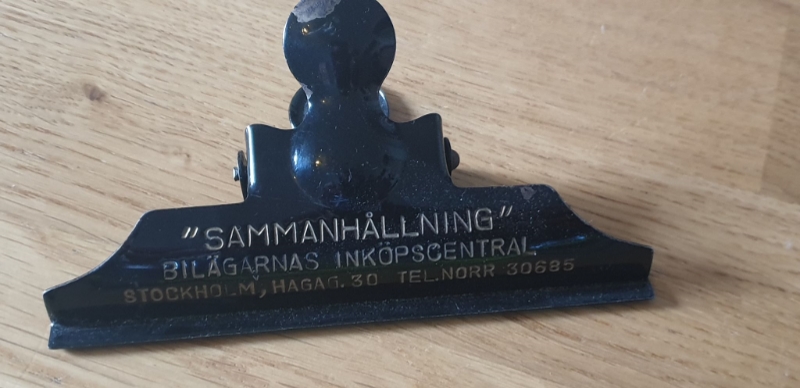 "SAMMANHÅLLNING"
BILÄGARNAS INKÖPSCENTRAL
STOCKHOLM, HAGAG. 30 TEL. NORR 30685